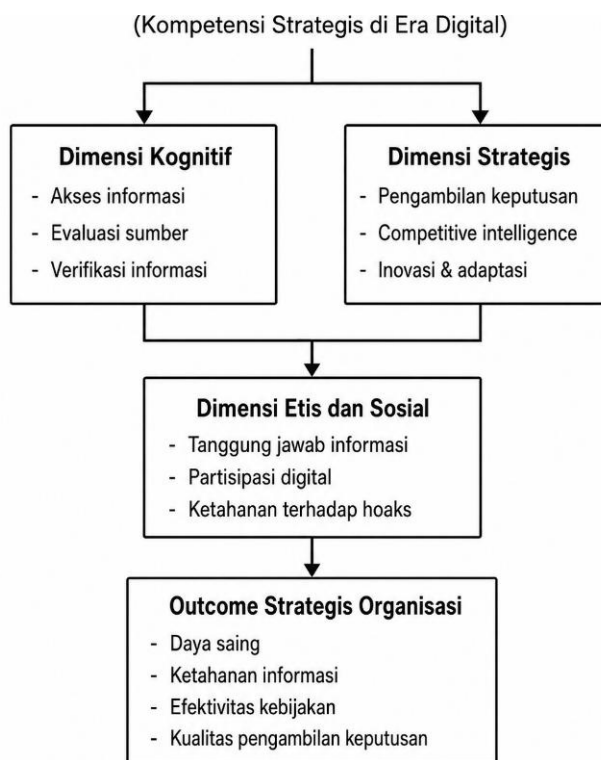 (Kompetensi Strategis di Era Digital)
Dimensi Kognitif
- Akses informasi
- Evaluasi sumber
- Verifikasi informasi
Dimensi Strategis
- Pengambilan keputusan
- Competitive intelligence
- Inovasi & adaptasi
Dimensi Etis dan Sosial
- Tanggung jawab informasi
- Partisipasi digital
- Ketahanan terhadap hoaks
Outcome Strategis Organisasi
- Daya saing
- Ketahanan informasi
- Efektivitas kebijakan
- Kualitas pengambilan keputusan